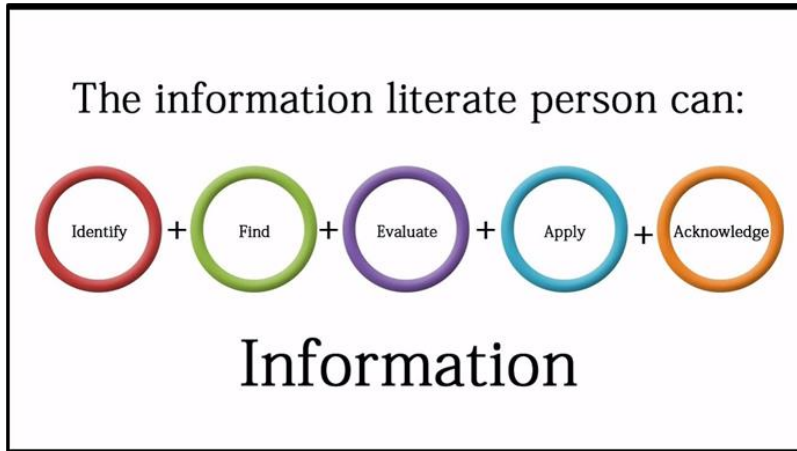 The information literate person can:
Identify + Find + Evaluate + Apply + Acknowledge
Information